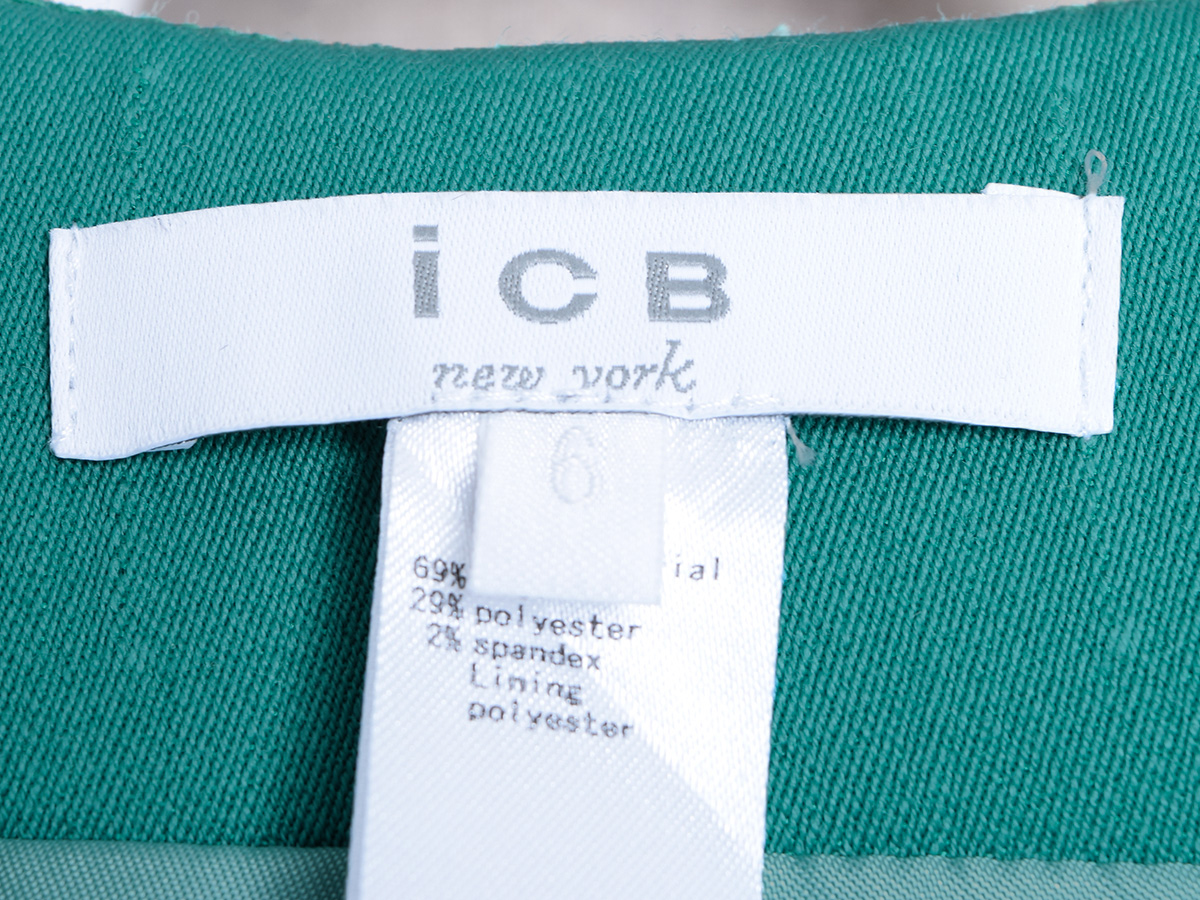 iCB
new york
6
69% ial
29% polyester
2% spandex
Lining
polyester